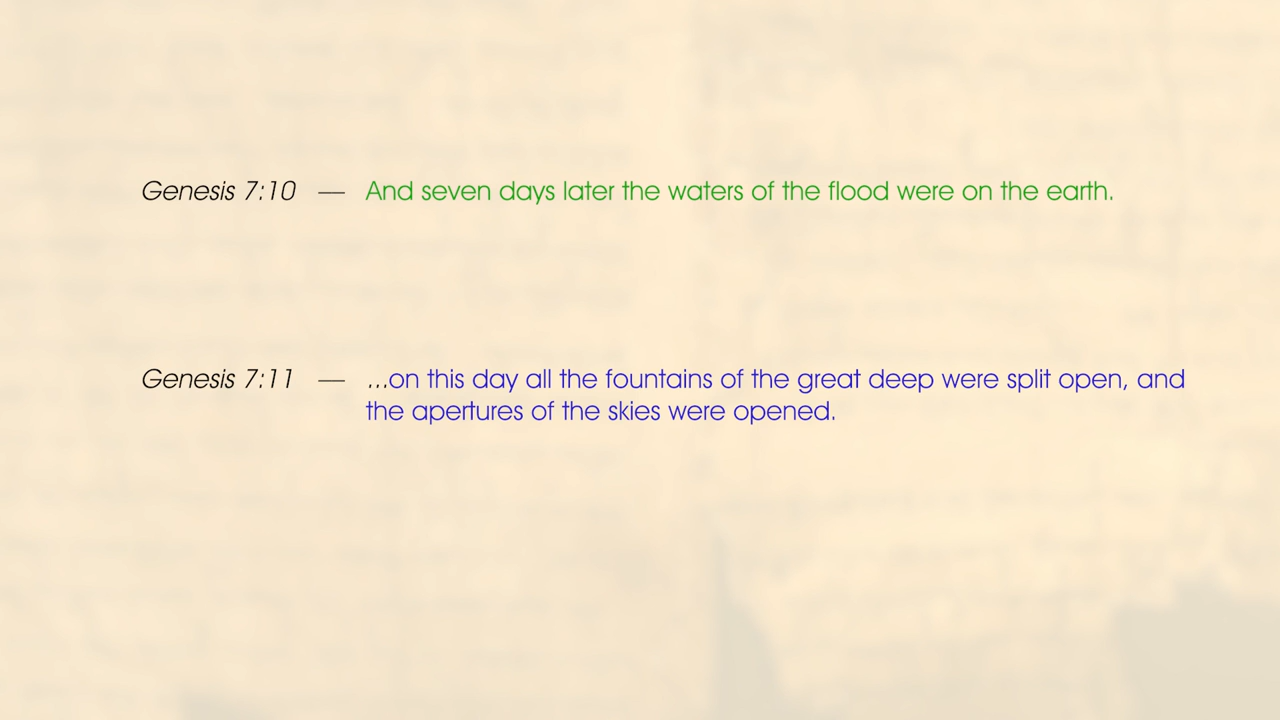 Genesis 7:10 — And seven days later the waters of the flood were on the earth.
Genesis 7:11 — ...on this day all the fountains of the great deep were split open, and
the apertures of the skies were opened.